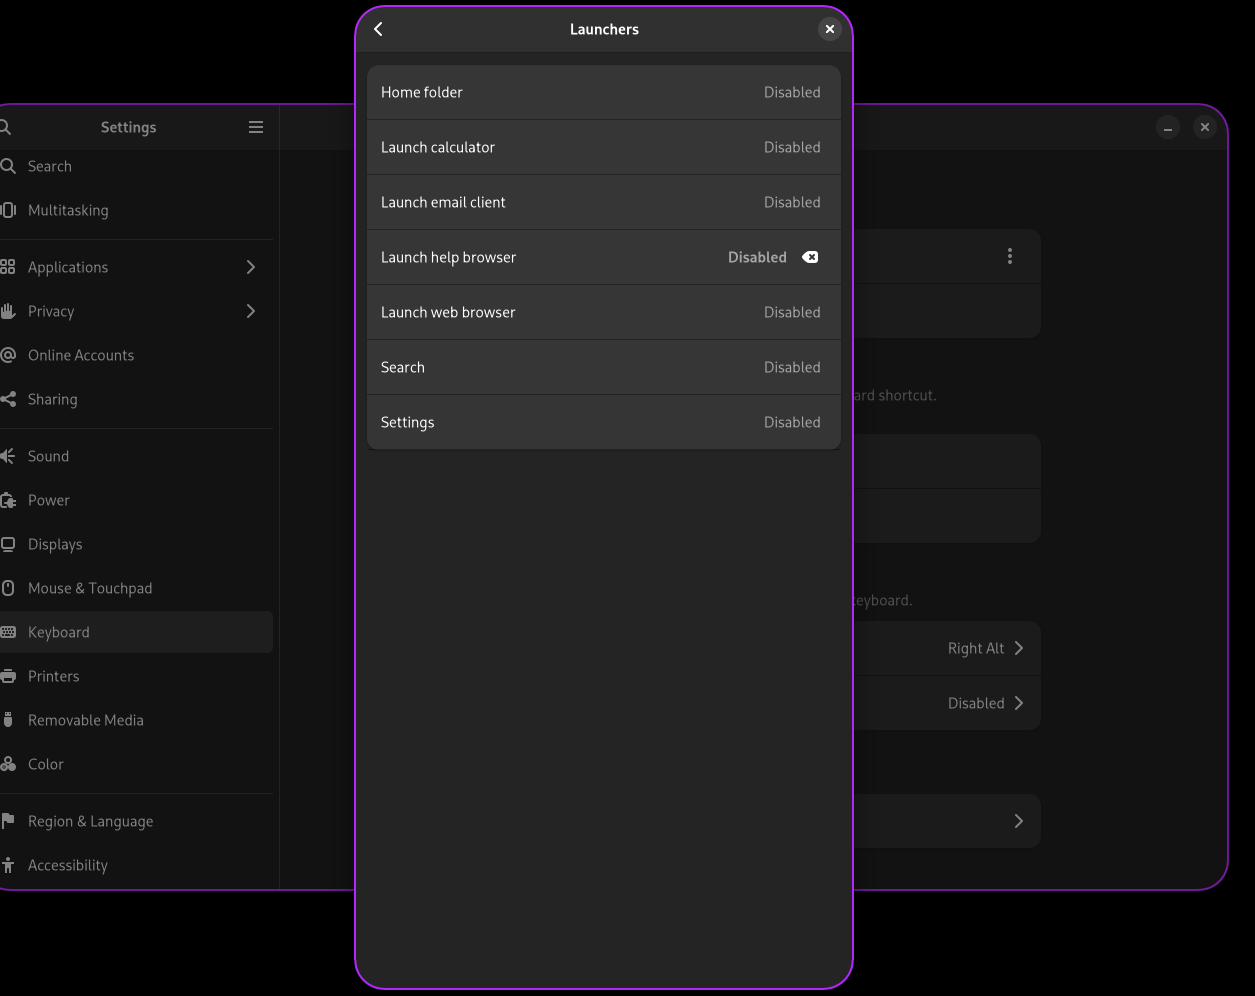 Launchers
Home folder Disabled
Launch calculator Disabled
Launch email client Disabled
Launch help browser Disabled
Launch web browser Disabled
Search Disabled
Settings Disabled
Settings
Search
Multitasking
Applications
Privacy
Online Accounts
Sharing
Sound
Power
Displays
Mouse & Touchpad
Keyboard
Printers
Removable Media
Color
Region & Language
Accessibility
ard shortcut.
keyboard.
Right Alt
Disabled